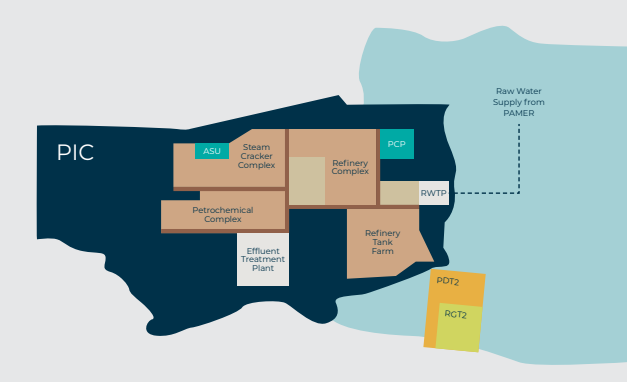 Raw Water
Supply from
PAMER
PIC
ASU
Steam
Cracker
Complex
PCP
Refinery
Complex
RWTP
Petrochemical
Complex
Refinery
Tank
Farm
Effluent
Treatment
Plant
PDT2
RGT2